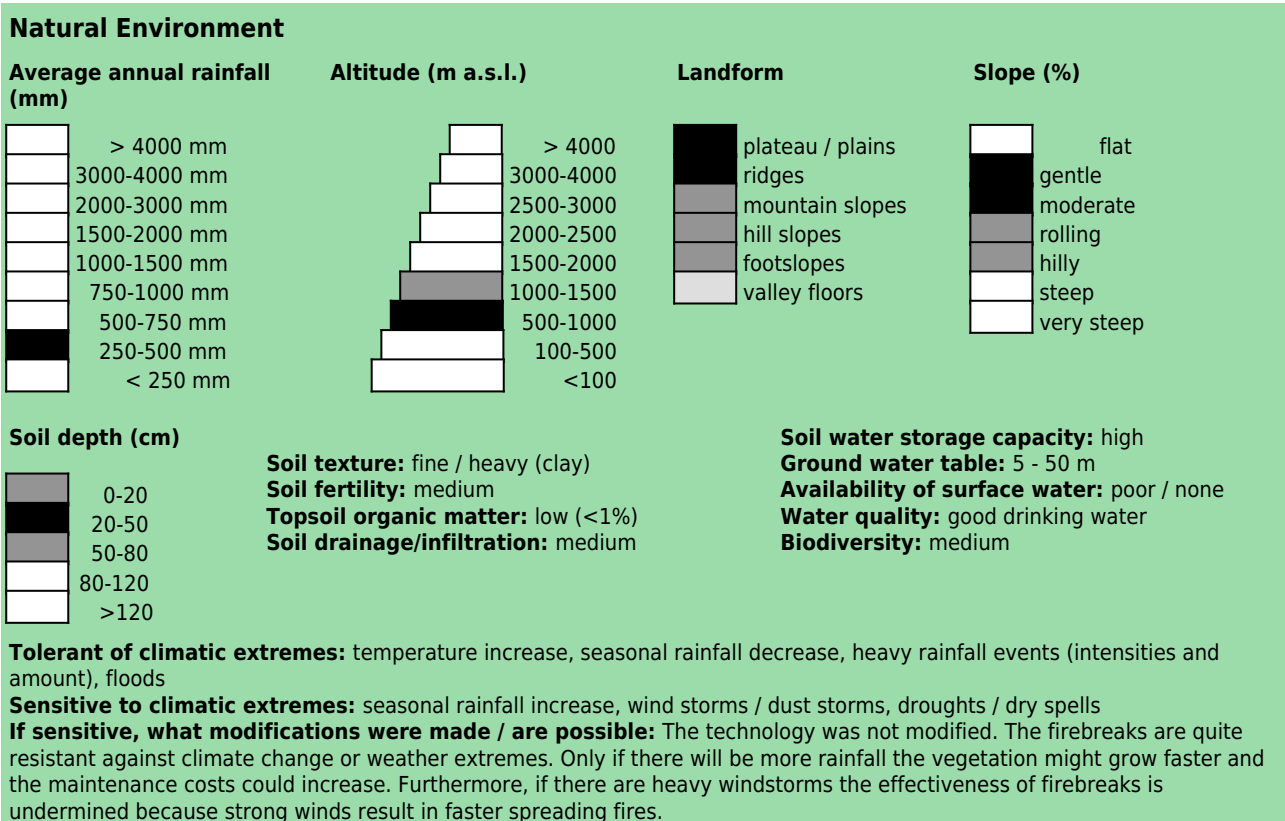 Natural Environment
Average annual rainfall
(mm)
> 4000 mm
3000-4000 mm
2000-3000 mm
1500-2000 mm
1000-1500 mm
750-1000 mm
500-750 mm
250-500 mm
< 250 mm
Altitude (m a.s.l.)
> 4000
3000-4000
2500-3000
2000-2500
1500-2000
1000-1500
500-1000
100-500
<100
Landform
plateau / plains
ridges
mountain slopes
hill slopes
footslopes
valley floors
Slope (%)
flat
gentle
moderate
rolling
hilly
steep
very steep
Soil depth (cm)
0-20
20-50
50-80
80-120
>120
Soil texture: fine / heavy (clay)
Soil fertility: medium
Topsoil organic matter: low (<1%)
Soil drainage/infiltration: medium
Soil water storage capacity: high
Ground water table: 5 - 50 m
Availability of surface water: poor / none
Water quality: good drinking water
Biodiversity: medium
Tolerant of climatic extremes: temperature increase, seasonal rainfall decrease, heavy rainfall events (intensities and
amount), floods
Sensitive to climatic extremes: seasonal rainfall increase, wind storms / dust storms, droughts / dry spells
If sensitive, what modifications were made / are possible: The technology was not modified. The firebreaks are quite
resistant against climate change or weather extremes. Only if there will be more rainfall the vegetation might grow faster and
the maintenance costs could increase. Furthermore, if there are heavy windstorms the effectiveness of firebreaks is
undermined because strong winds result in faster spreading fires.